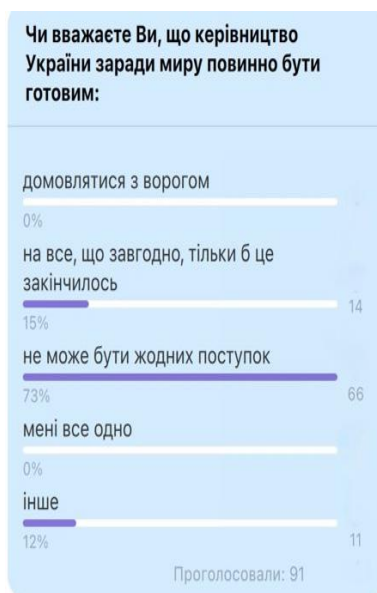 Чи вважаєте Ви, що керівництво
України заради миру повинно бути
готовим:
домовлятися з ворогом
0%
на все, що завгодно, тільки б це
закінчилось
14
15%
не може бути жодних поступок
73%
66
мені все одно
0%
інше
12%
11
Проголосовали: 91